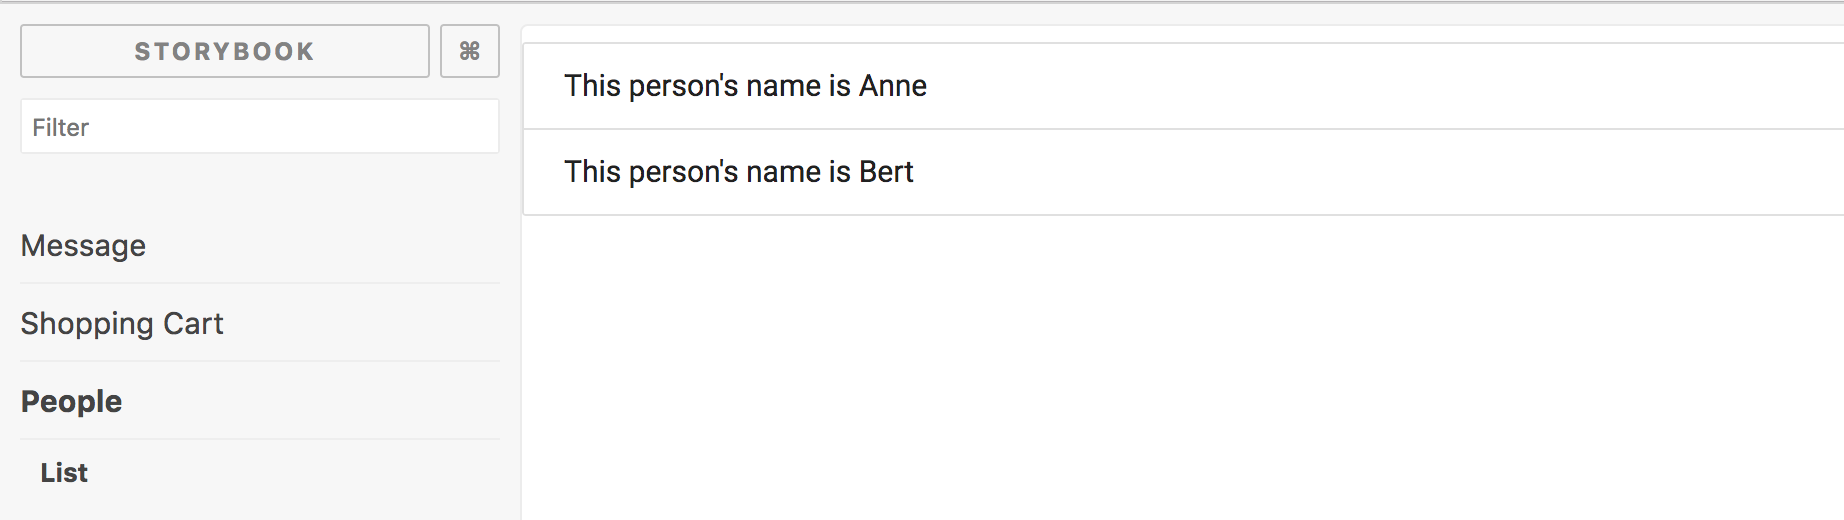 STORYBOOK ⌘
Filter
Message
Shopping Cart
People
List
This person's name is Anne
This person's name is Bert